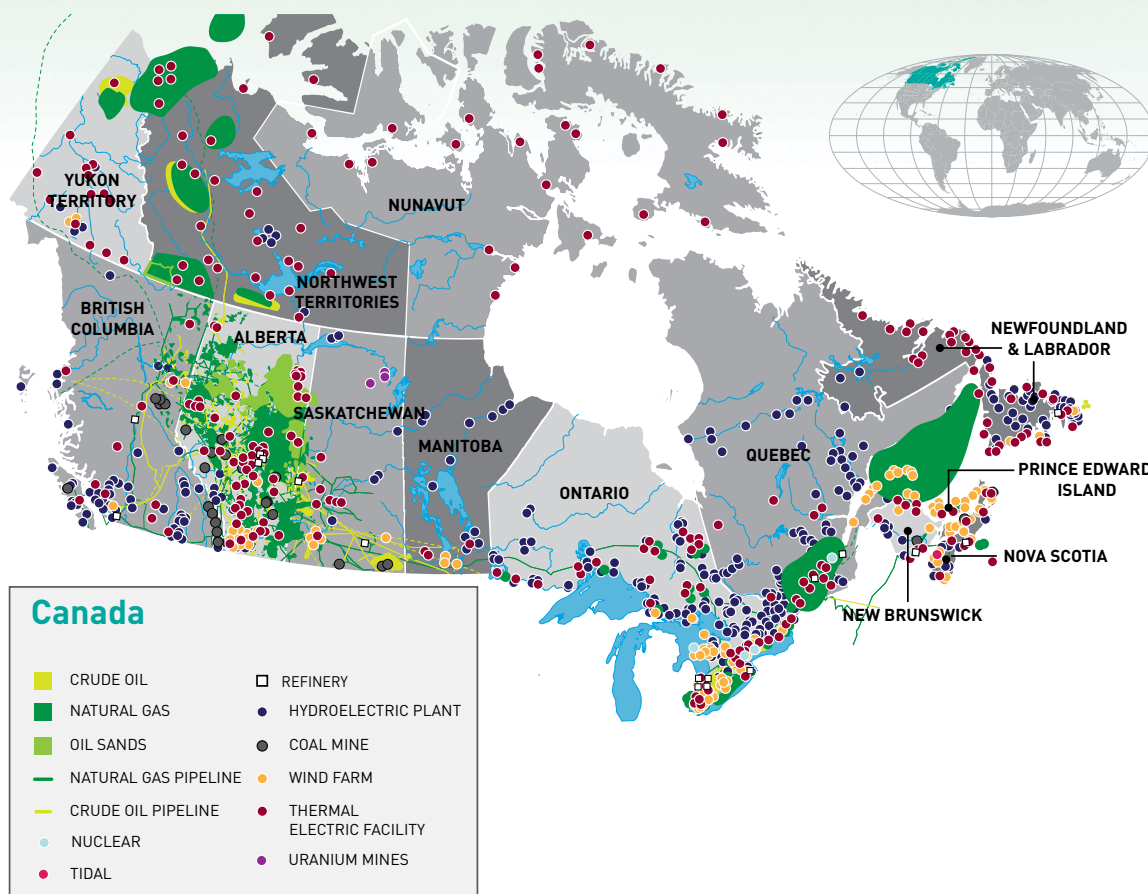 YUKON
TERRITORY
NUNAVUT
NORTHWEST
TERRITORIES
BRITISH
COLUMBIA
ALBERTA
SASKATCHEWAN
MANITOBA
ONTARIO
QUEBEC
NEWFOUNDLAND
& LABRADOR
PRINCE EDWARD
ISLAND
NOVA SCOTIA
NEW BRUNSWICK
Canada
CRUDE OIL
NATURAL GAS
OIL SANDS
NATURAL GAS PIPELINE
CRUDE OIL PIPELINE
NUCLEAR
TIDAL
REFINERY
HYDROELECTRIC PLANT
COAL MINE
WIND FARM
THERMAL
ELECTRIC FACILITY
URANIUM MINES